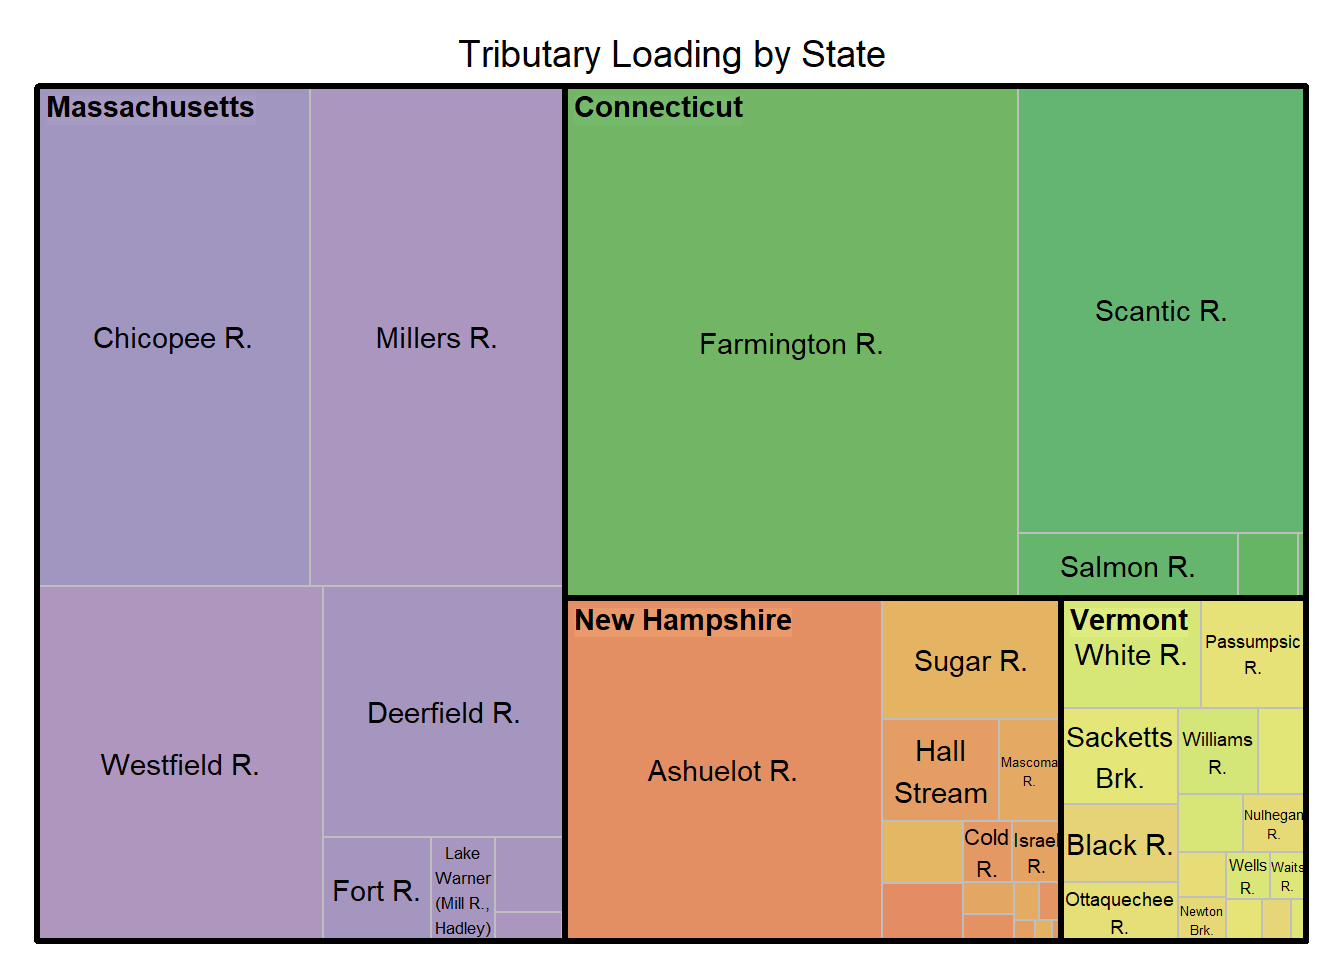 Tributary Loading by State
Massachusetts
Chicopee R.
Millers R.
Westfield R.
Deerfield R.
Fort R.
Lake
Warner
(Mill R.,
Hadley)
Connecticut
Farmington R.
Scantic R.
Salmon R.
New Hampshire
Ashuelot R.
Sugar R.
Hall
Stream
Mascoma
R.
Cold
R.
Israel
R.
Vermont
White R.
Passumpsic
R.
Sacketts
Brk.
Williams
R.
Black R.
Nulhegan
R.
Wells
R.
Waits
R.
Ottaquechee
R.
Newton
Brk.